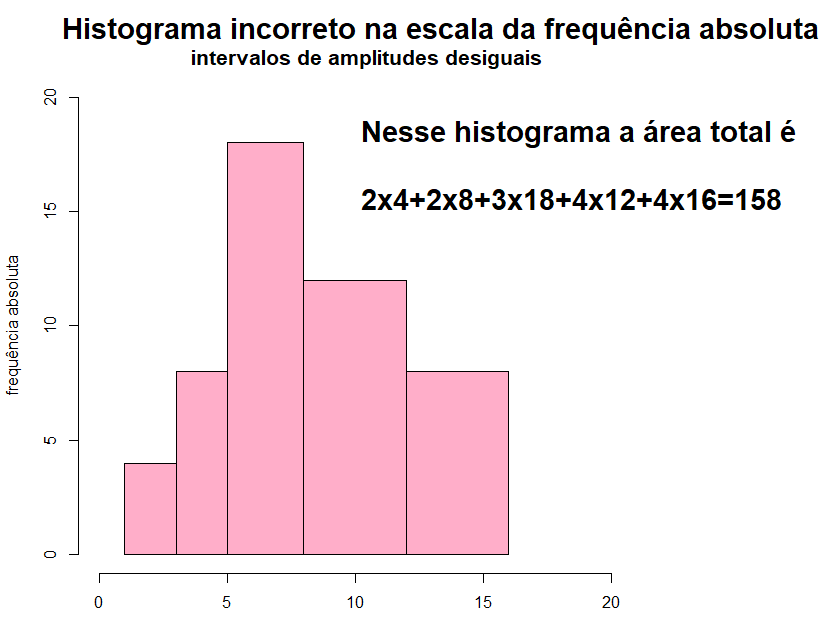 Histograma incorreto na escala da frequência absoluta
intervalos de amplitudes desiguais
Nesse histograma a área total é
2x4+2x8+3x18+4x12+4x16=158
frequência absoluta
20
15
10
5
0
0 5 10 15 20